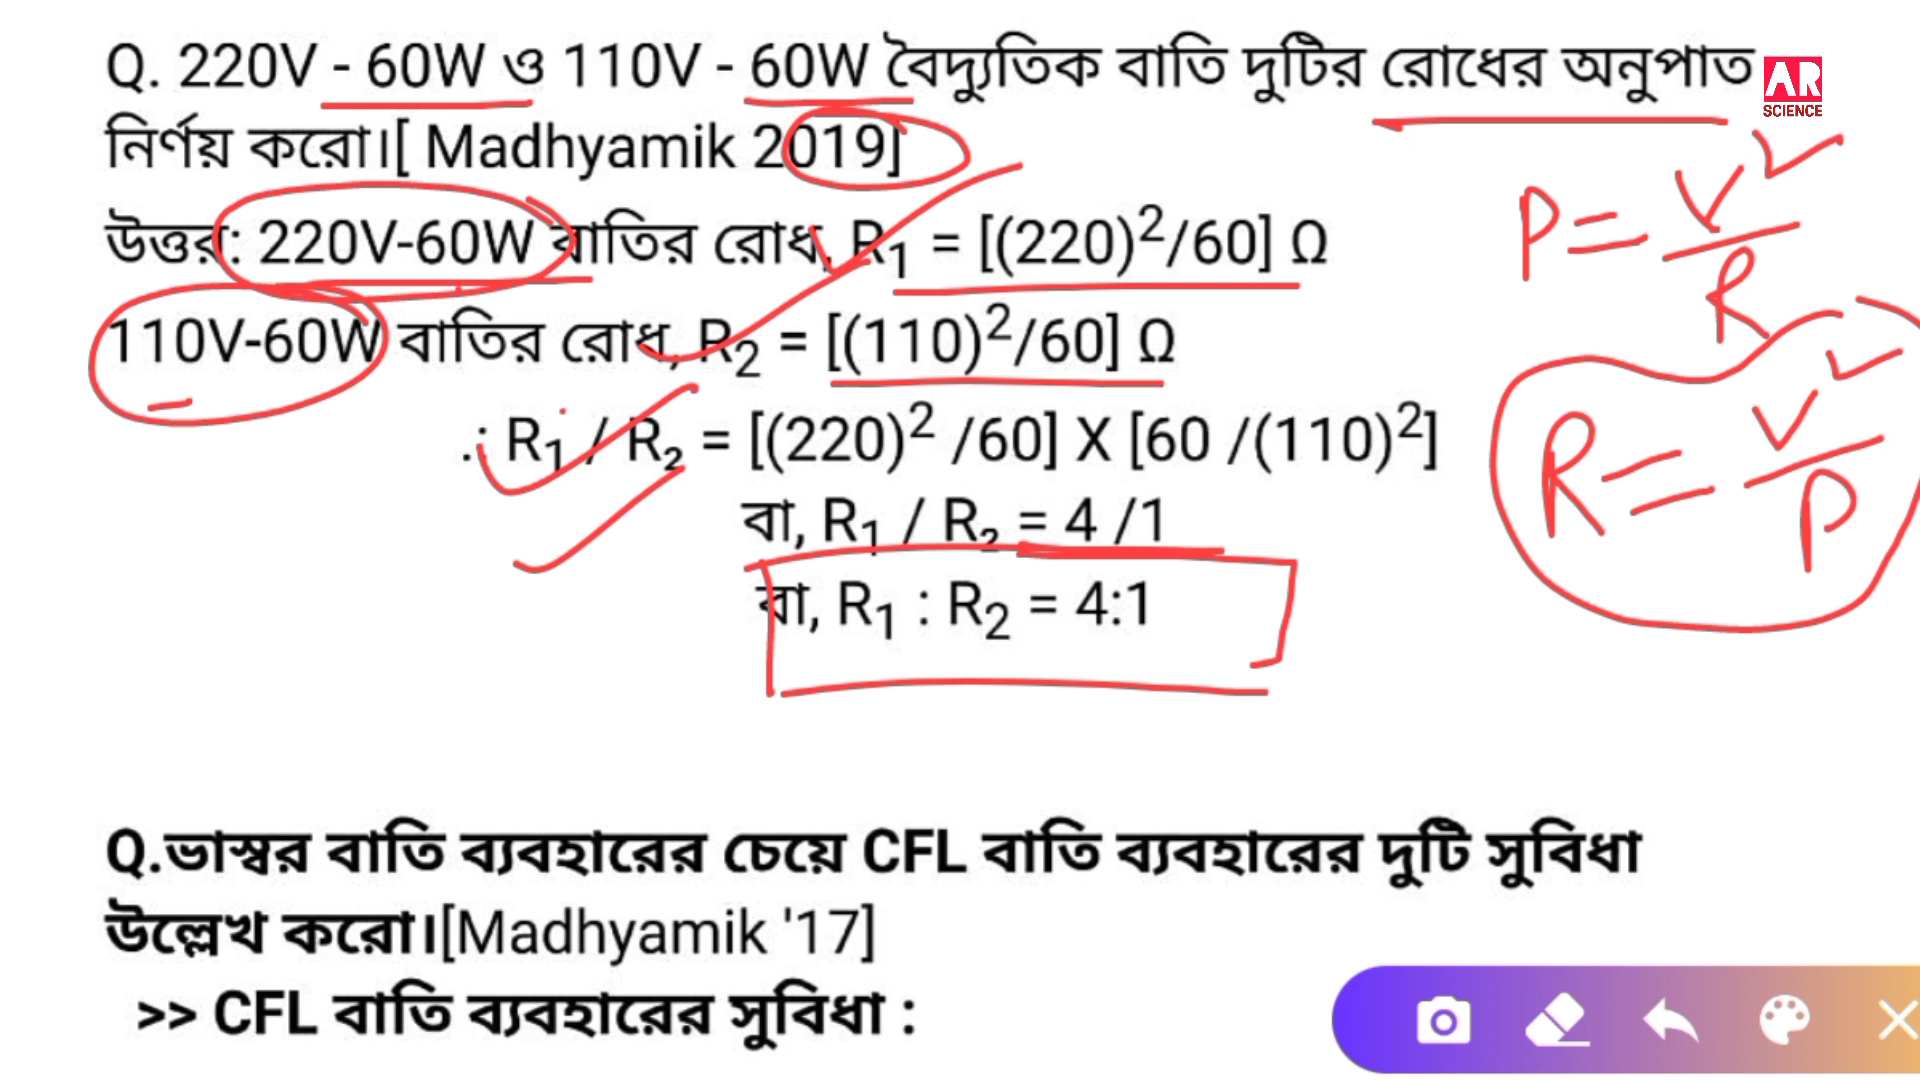 Q. 220V - 60W ও 110V - 60W বৈদ্যুতিক বাতি দুটির রোধের অনুপাত
AR
SCIENCE
নির্ণয় করো।[ Madhyamik 2019]
উত্তর: 220V-60W বাতির রোধ, R₁ = [(220)²/60] Ω
P = V²/R
110V-60W বাতির রোধ, R₂ = [(110)²/60] Ω
∴ R₁ / R₂ = [(220)² /60] X [60 /(110)²]
R = V²/P
বা, R₁ / R₂ = 4 /1
বা, R₁ : R₂ = 4:1
Q.ভাস্বর বাতি ব্যবহারের চেয়ে CFL বাতি ব্যবহারের দুটি সুবিধা
উল্লেখ করো।[Madhyamik '17]
>> CFL বাতি ব্যবহারের সুবিধা :